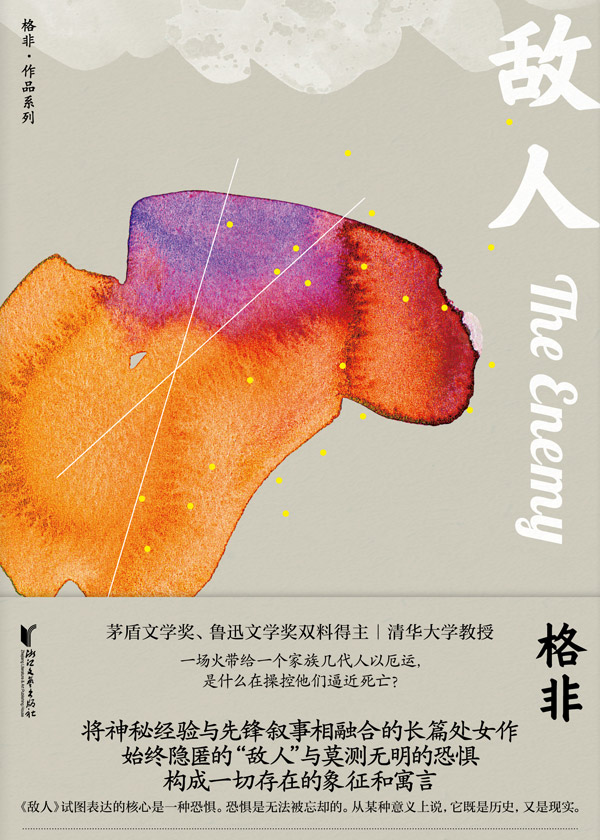 格非·作品系列
敌人
The Enemy
茅盾文学奖、鲁迅文学奖双料得主｜清华大学教授
格非
一场火带给一个家族几代人以厄运，
是什么在操控他们逼近死亡？
将神秘经验与先锋叙事相融合的长篇处女作
始终隐匿的“敌人”与莫测无明的恐惧
构成一切存在的象征和寓言
《敌人》试图表达的核心是一种恐惧。恐惧是无法被忘却的。从某种意义上说，它既是历史，又是现实。
浙江文艺出版社
Zhejiang Literature & Art Publishing House